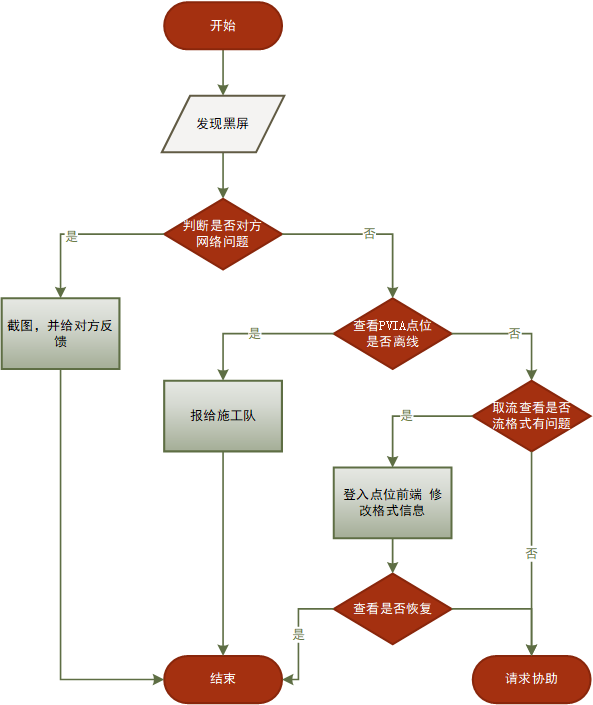 开始
发现黑屏
判断是否对方
网络问题
是
否
截图，并给对方反
馈
查看PVIA点位
是否离线
是
否
报给施工队
取流查看是否
流格式有问题
是
登入点位前端 修
改格式信息
否
查看是否恢复
是
结束
请求协助